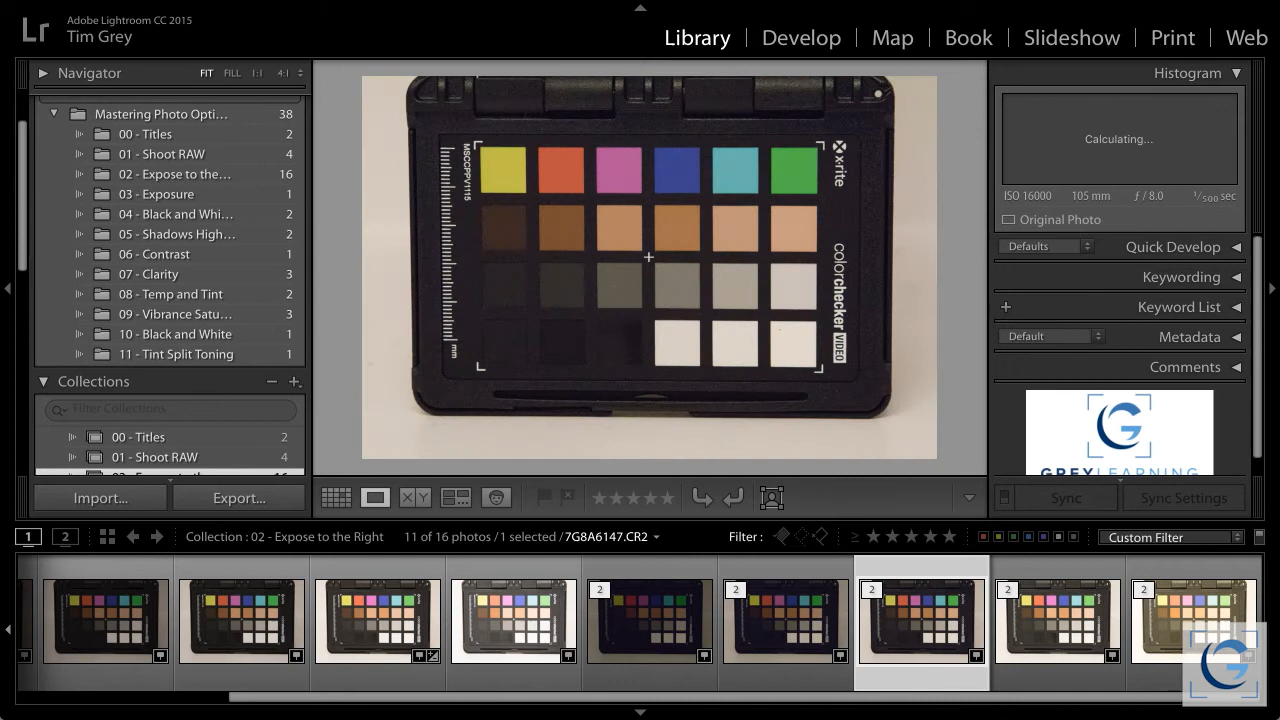 Lr
Adobe Lightroom CC 2015
Tim Grey
Library | Develop | Map | Book | Slideshow | Print | Web
Navigator FIT FILL 1:1 4:1
Mastering Photo Opti... 38
00 - Titles 2
01 - Shoot RAW 4
02 - Expose to the... 16
03 - Exposure 1
04 - Black and Whi... 2
05 - Shadows High... 2
06 - Contrast 1
07 - Clarity 3
08 - Temp and Tint 2
09 - Vibrance Satu... 3
10 - Black and White 1
11 - Tint Split Toning 1
Collections
Filter Collections
00 - Titles 2
01 - Shoot RAW 4
Import... Export...
MSCCPPV1115
mm
x-rite
colorchecker VIDEO
Histogram
Calculating...
ISO 16000 105 mm ƒ / 8.0 1/500 sec
Original Photo
Defaults Quick Develop
Keywording
Keyword List
Default Metadata
Comments
G
GREYLEARNING
Sync Sync Settings
X Y
1 2 Collection : 02 - Expose to the Right 11 of 16 photos / 1 selected / 7G8A6147.CR2 Filter : ≥ Custom Filter
2
2
2
2
2
G